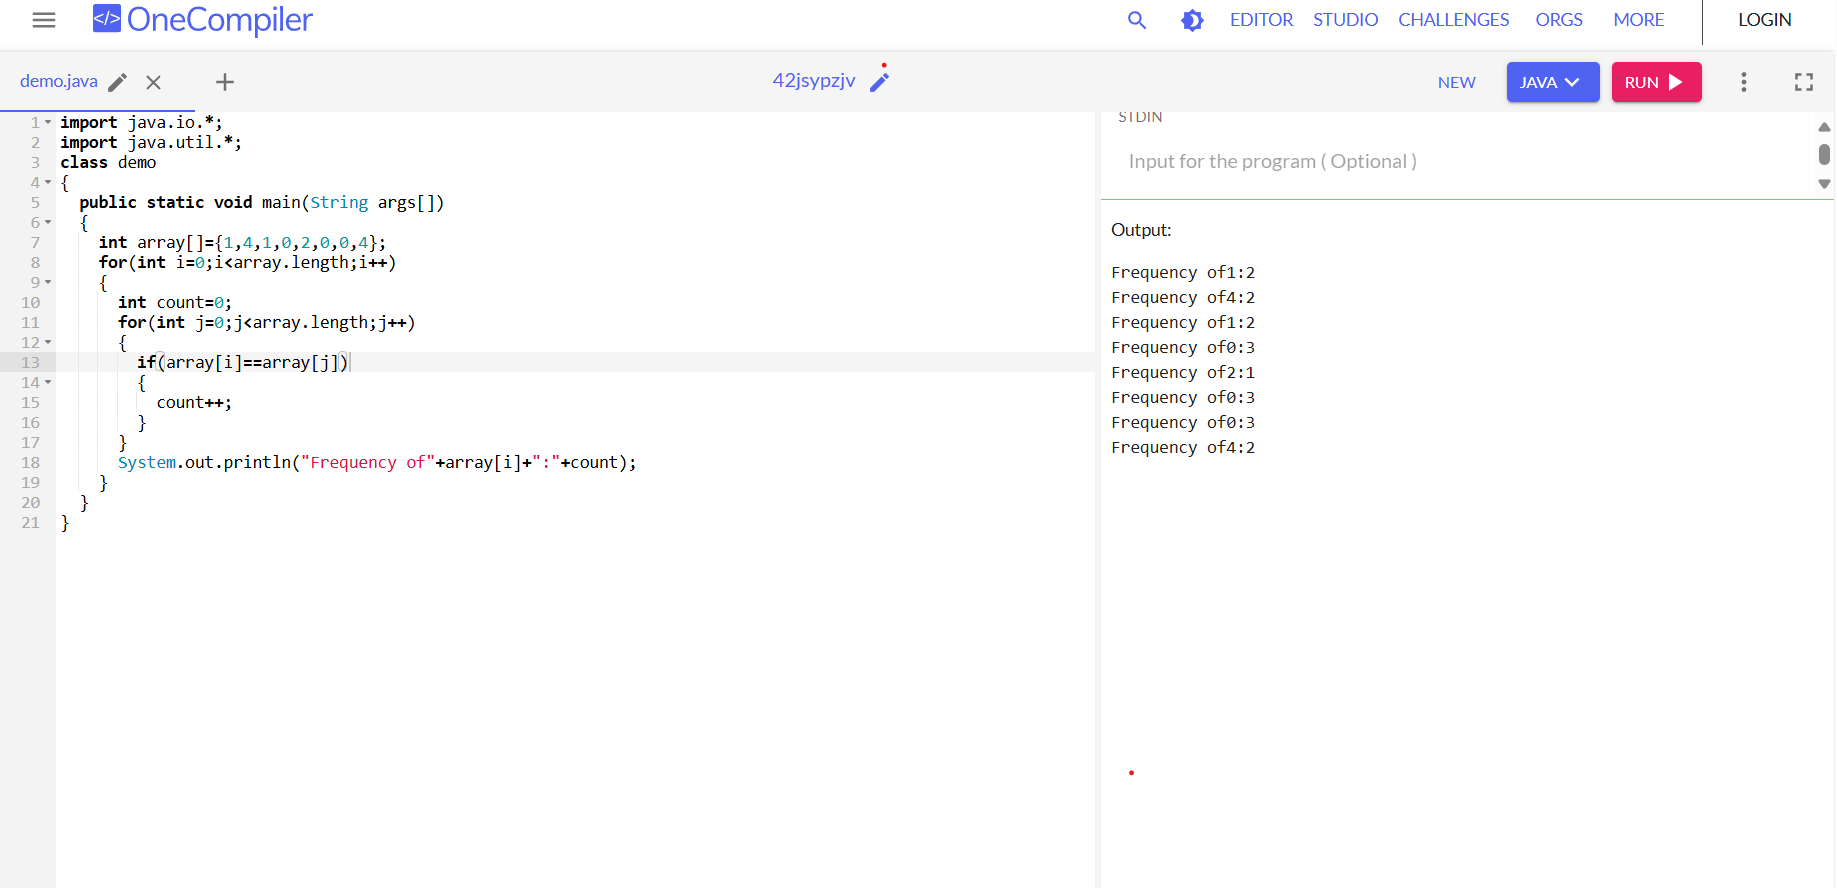 </> OneCompiler
EDITOR STUDIO CHALLENGES ORGS MORE LOGIN
demo.java 42jsypzjv NEW JAVA RUN
1 import java.io.*;
2 import java.util.*;
3 class demo
4 {
5 public static void main(String args[])
6 {
7 int array[]={1,4,1,0,2,0,0,4};
8 for(int i=0;i<array.length;i++)
9 {
10 int count=0;
11 for(int j=0;j<array.length;j++)
12 {
13 if(array[i]==array[j])
14 {
15 count++;
16 }
17 }
18 System.out.println("Frequency of"+array[i]+":"+count);
19 }
20 }
21 }
STDIN
Input for the program ( Optional )
Output:
Frequency of1:2
Frequency of4:2
Frequency of1:2
Frequency of0:3
Frequency of2:1
Frequency of0:3
Frequency of0:3
Frequency of4:2